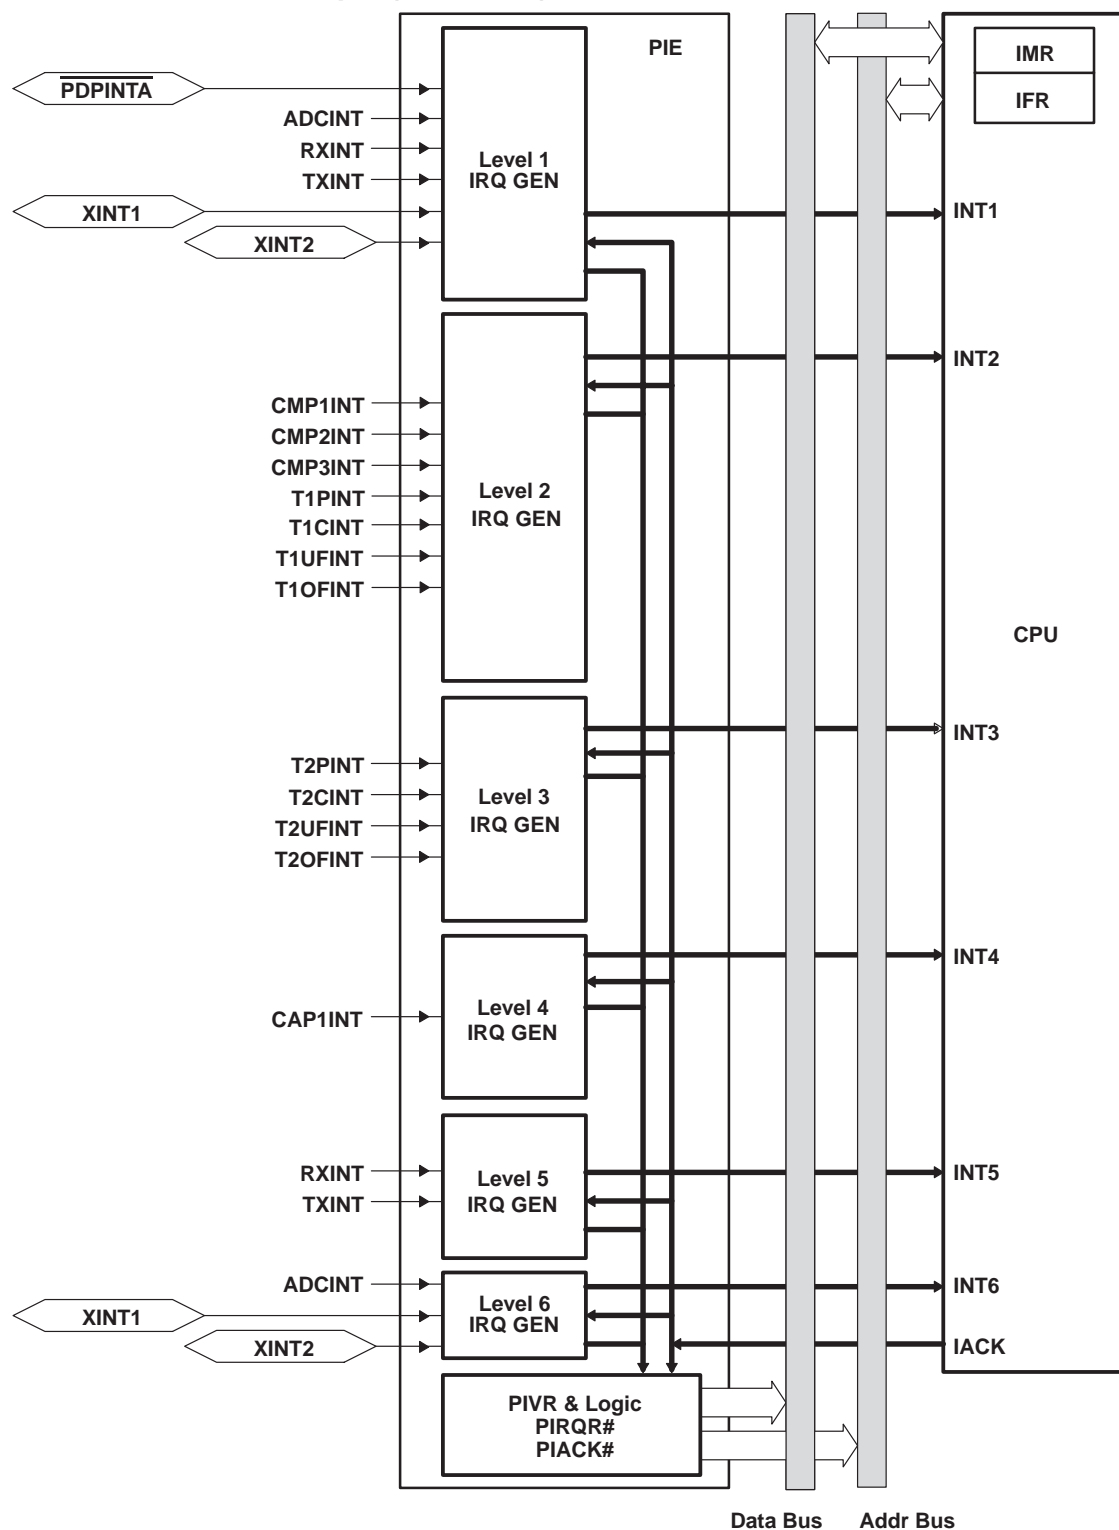 PIE
IMR
IFR
PDPINTA
ADCINT
RXINT
TXINT
XINT1
XINT2
Level 1
IRQ GEN
INT1
INT2
CMP1INT
CMP2INT
CMP3INT
T1PINT
T1CINT
T1UFINT
T1OFINT
Level 2
IRQ GEN
CPU
INT3
T2PINT
T2CINT
T2UFINT
T2OFINT
Level 3
IRQ GEN
INT4
CAP1INT
Level 4
IRQ GEN
RXINT
TXINT
Level 5
IRQ GEN
INT5
ADCINT
XINT1
XINT2
Level 6
IRQ GEN
INT6
IACK
PIVR & Logic
PIRQR#
PIACK#
Data Bus
Addr Bus